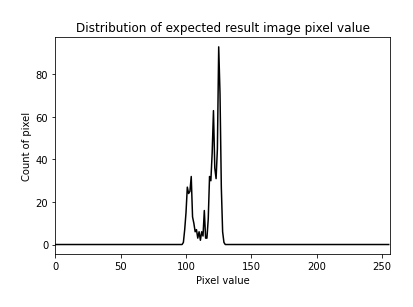 Distribution of expected result image pixel value
80
60
40
20
0
Count of pixel
0 50 100 150 200 250
Pixel value